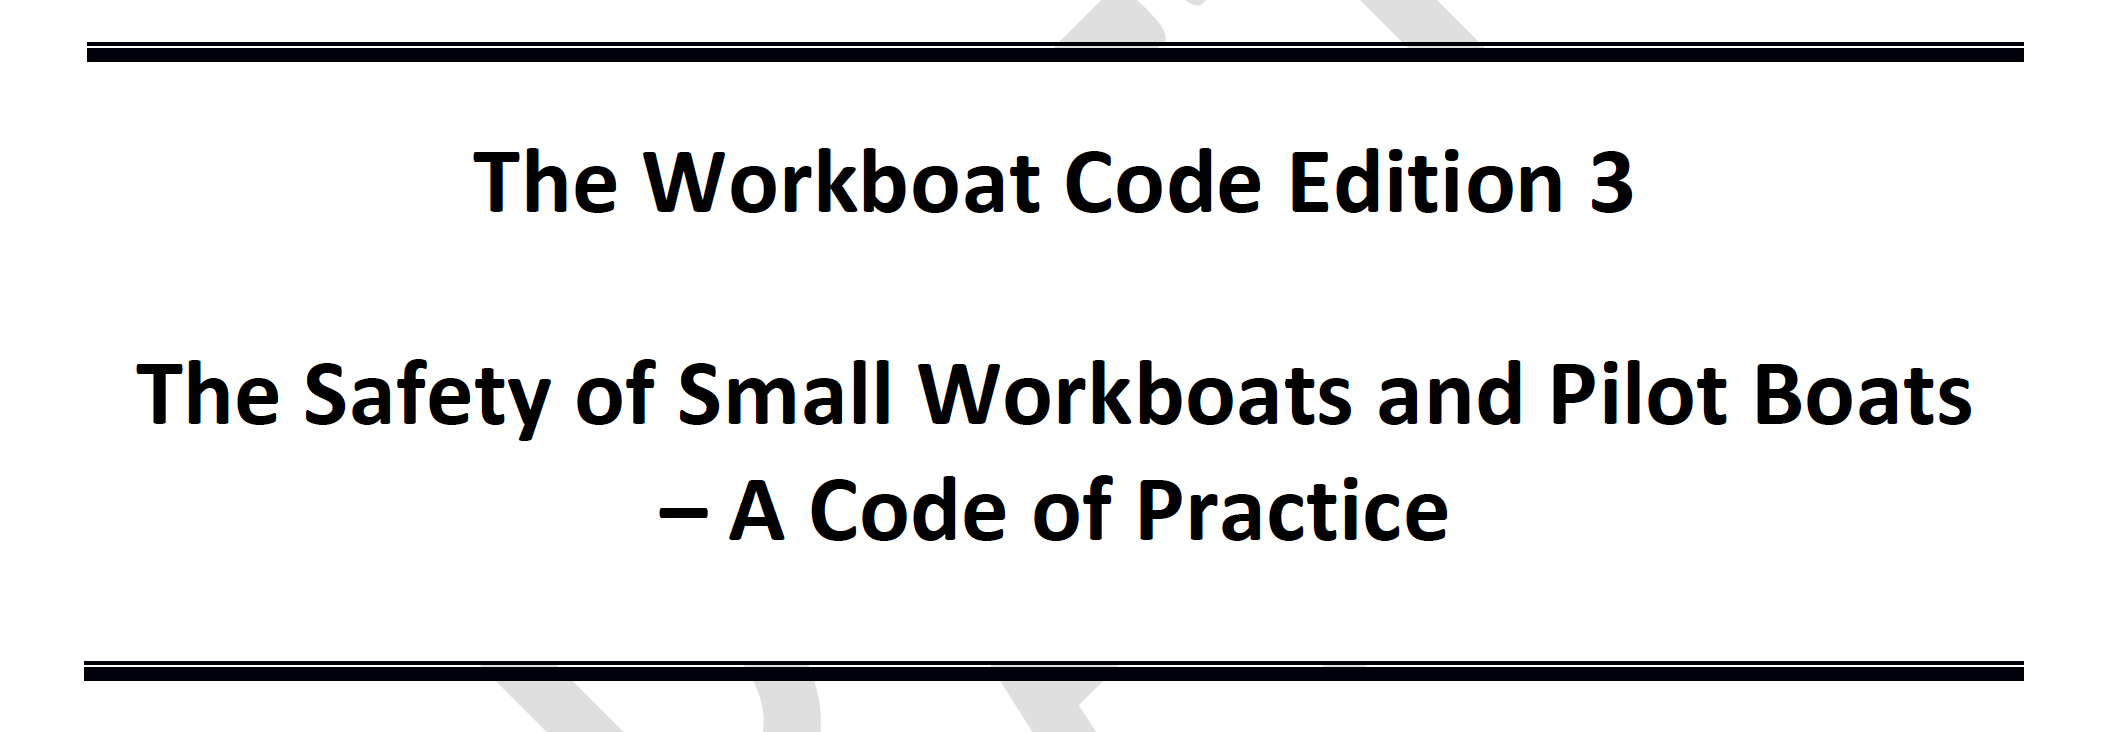 The Workboat Code Edition 3
The Safety of Small Workboats and Pilot Boats
– A Code of Practice